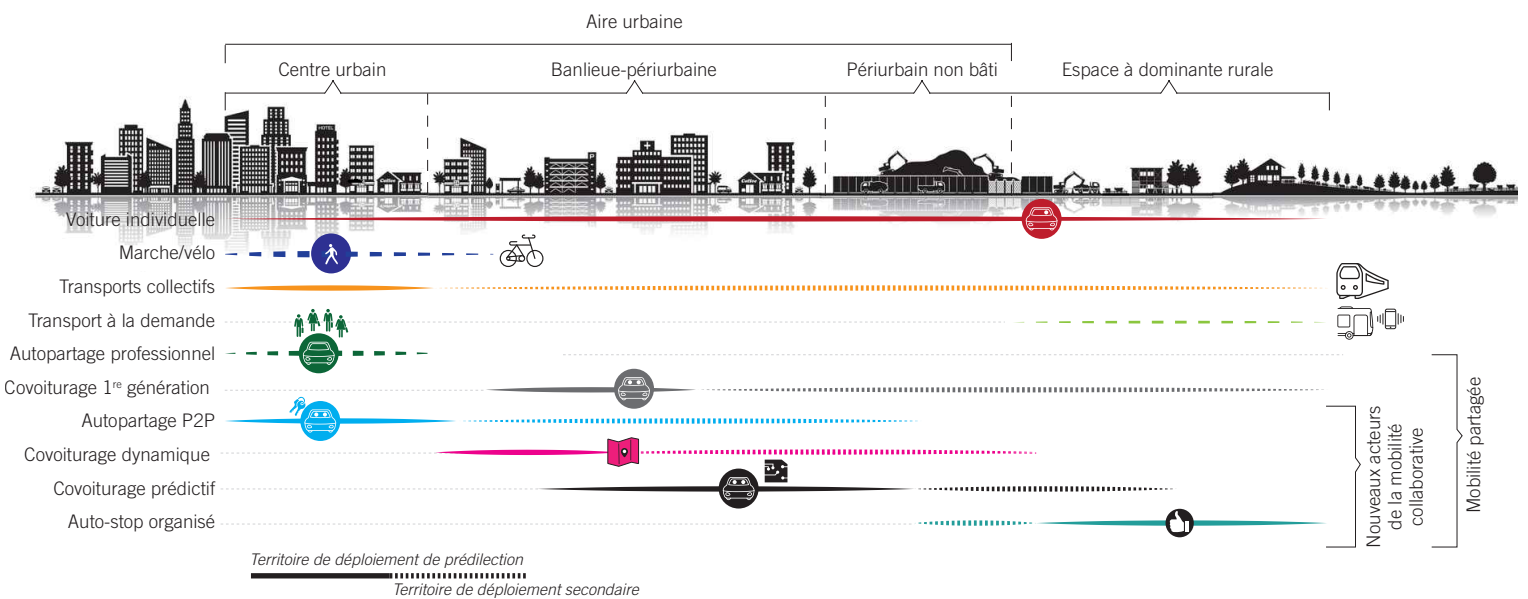 Aire urbaine
Centre urbain
Banlieue-périurbaine
Périurbain non bâti
Espace à dominante rurale
HOTEL
Coffee
Coffee
Voiture individuelle
Marche/vélo
Transports collectifs
Transport à la demande
Autopartage professionnel
Covoiturage 1re génération
Autopartage P2P
Covoiturage dynamique
Covoiturage prédictif
Auto-stop organisé
Nouveaux acteurs
de la mobilité
collaborative
Mobilité partagée
Territoire de déploiement de prédilection
Territoire de déploiement secondaire